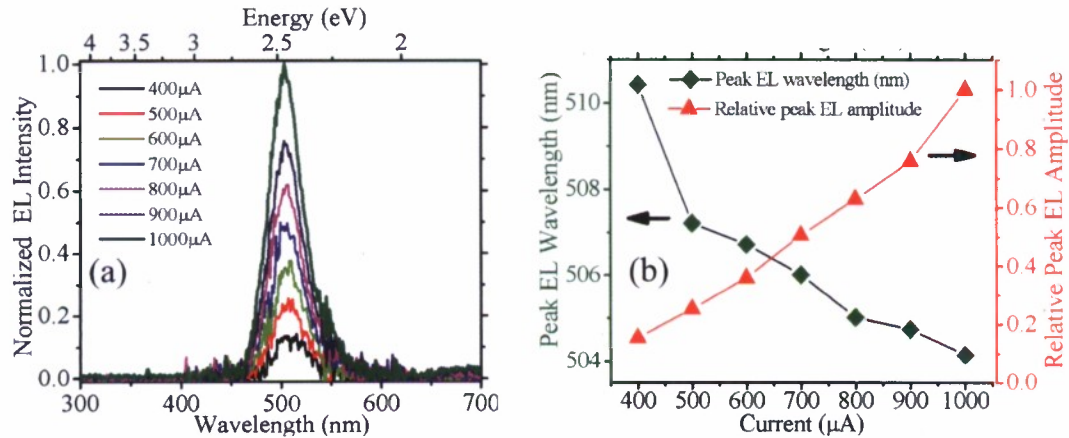 Energy (eV)
4 3.5 3 2.5 2
1.0
0.8
0.6
0.4
0.2
0.0
Normalized EL Intensity
400μA
500μA
600μA
700μA
800μA
900μA
1000μA
(a)
300 400 500 600 700
Wavelength (nm)
510
508
506
504
Peak EL Wavelength (nm)
Peak EL wavelength (nm)
Relative peak EL amplitude
(b)
1.0
0.8
0.6
0.4
0.2
0.0
Relative Peak EL Amplitude
400 500 600 700 800 900 1000
Current (μA)